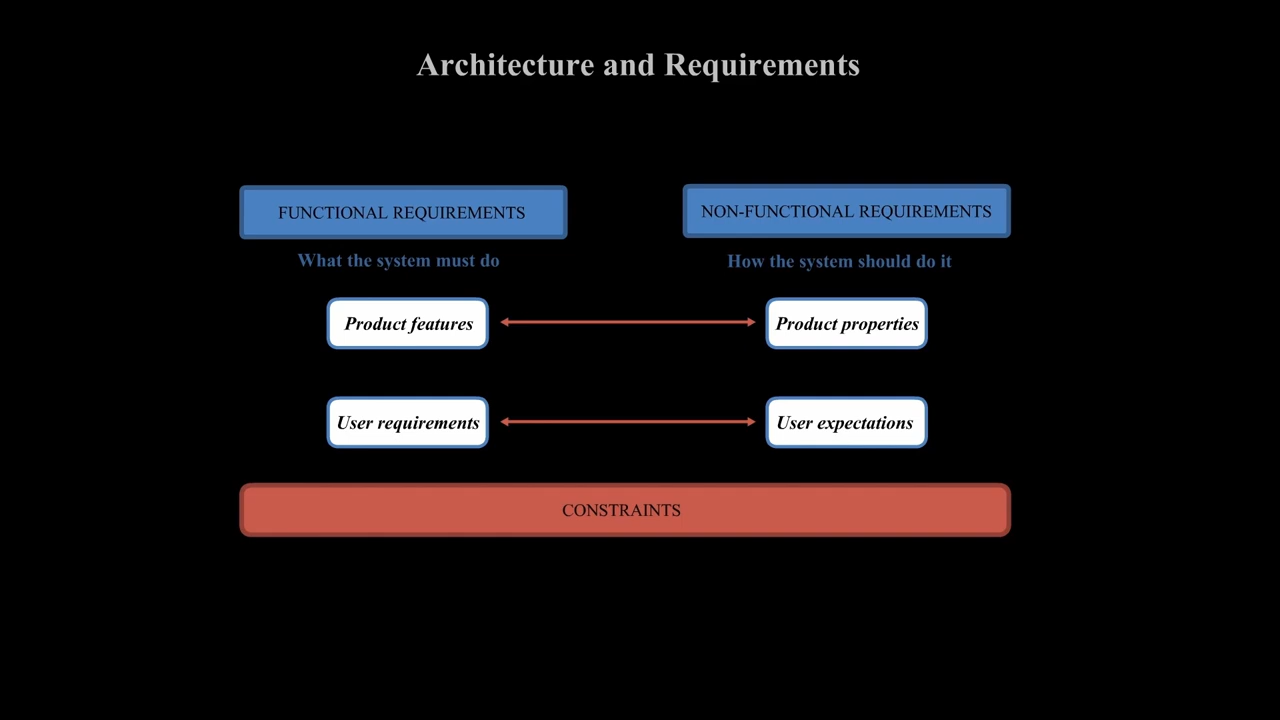 Architecture and Requirements
FUNCTIONAL REQUIREMENTS
NON-FUNCTIONAL REQUIREMENTS
What the system must do
How the system should do it
Product features
Product properties
User requirements
User expectations
CONSTRAINTS